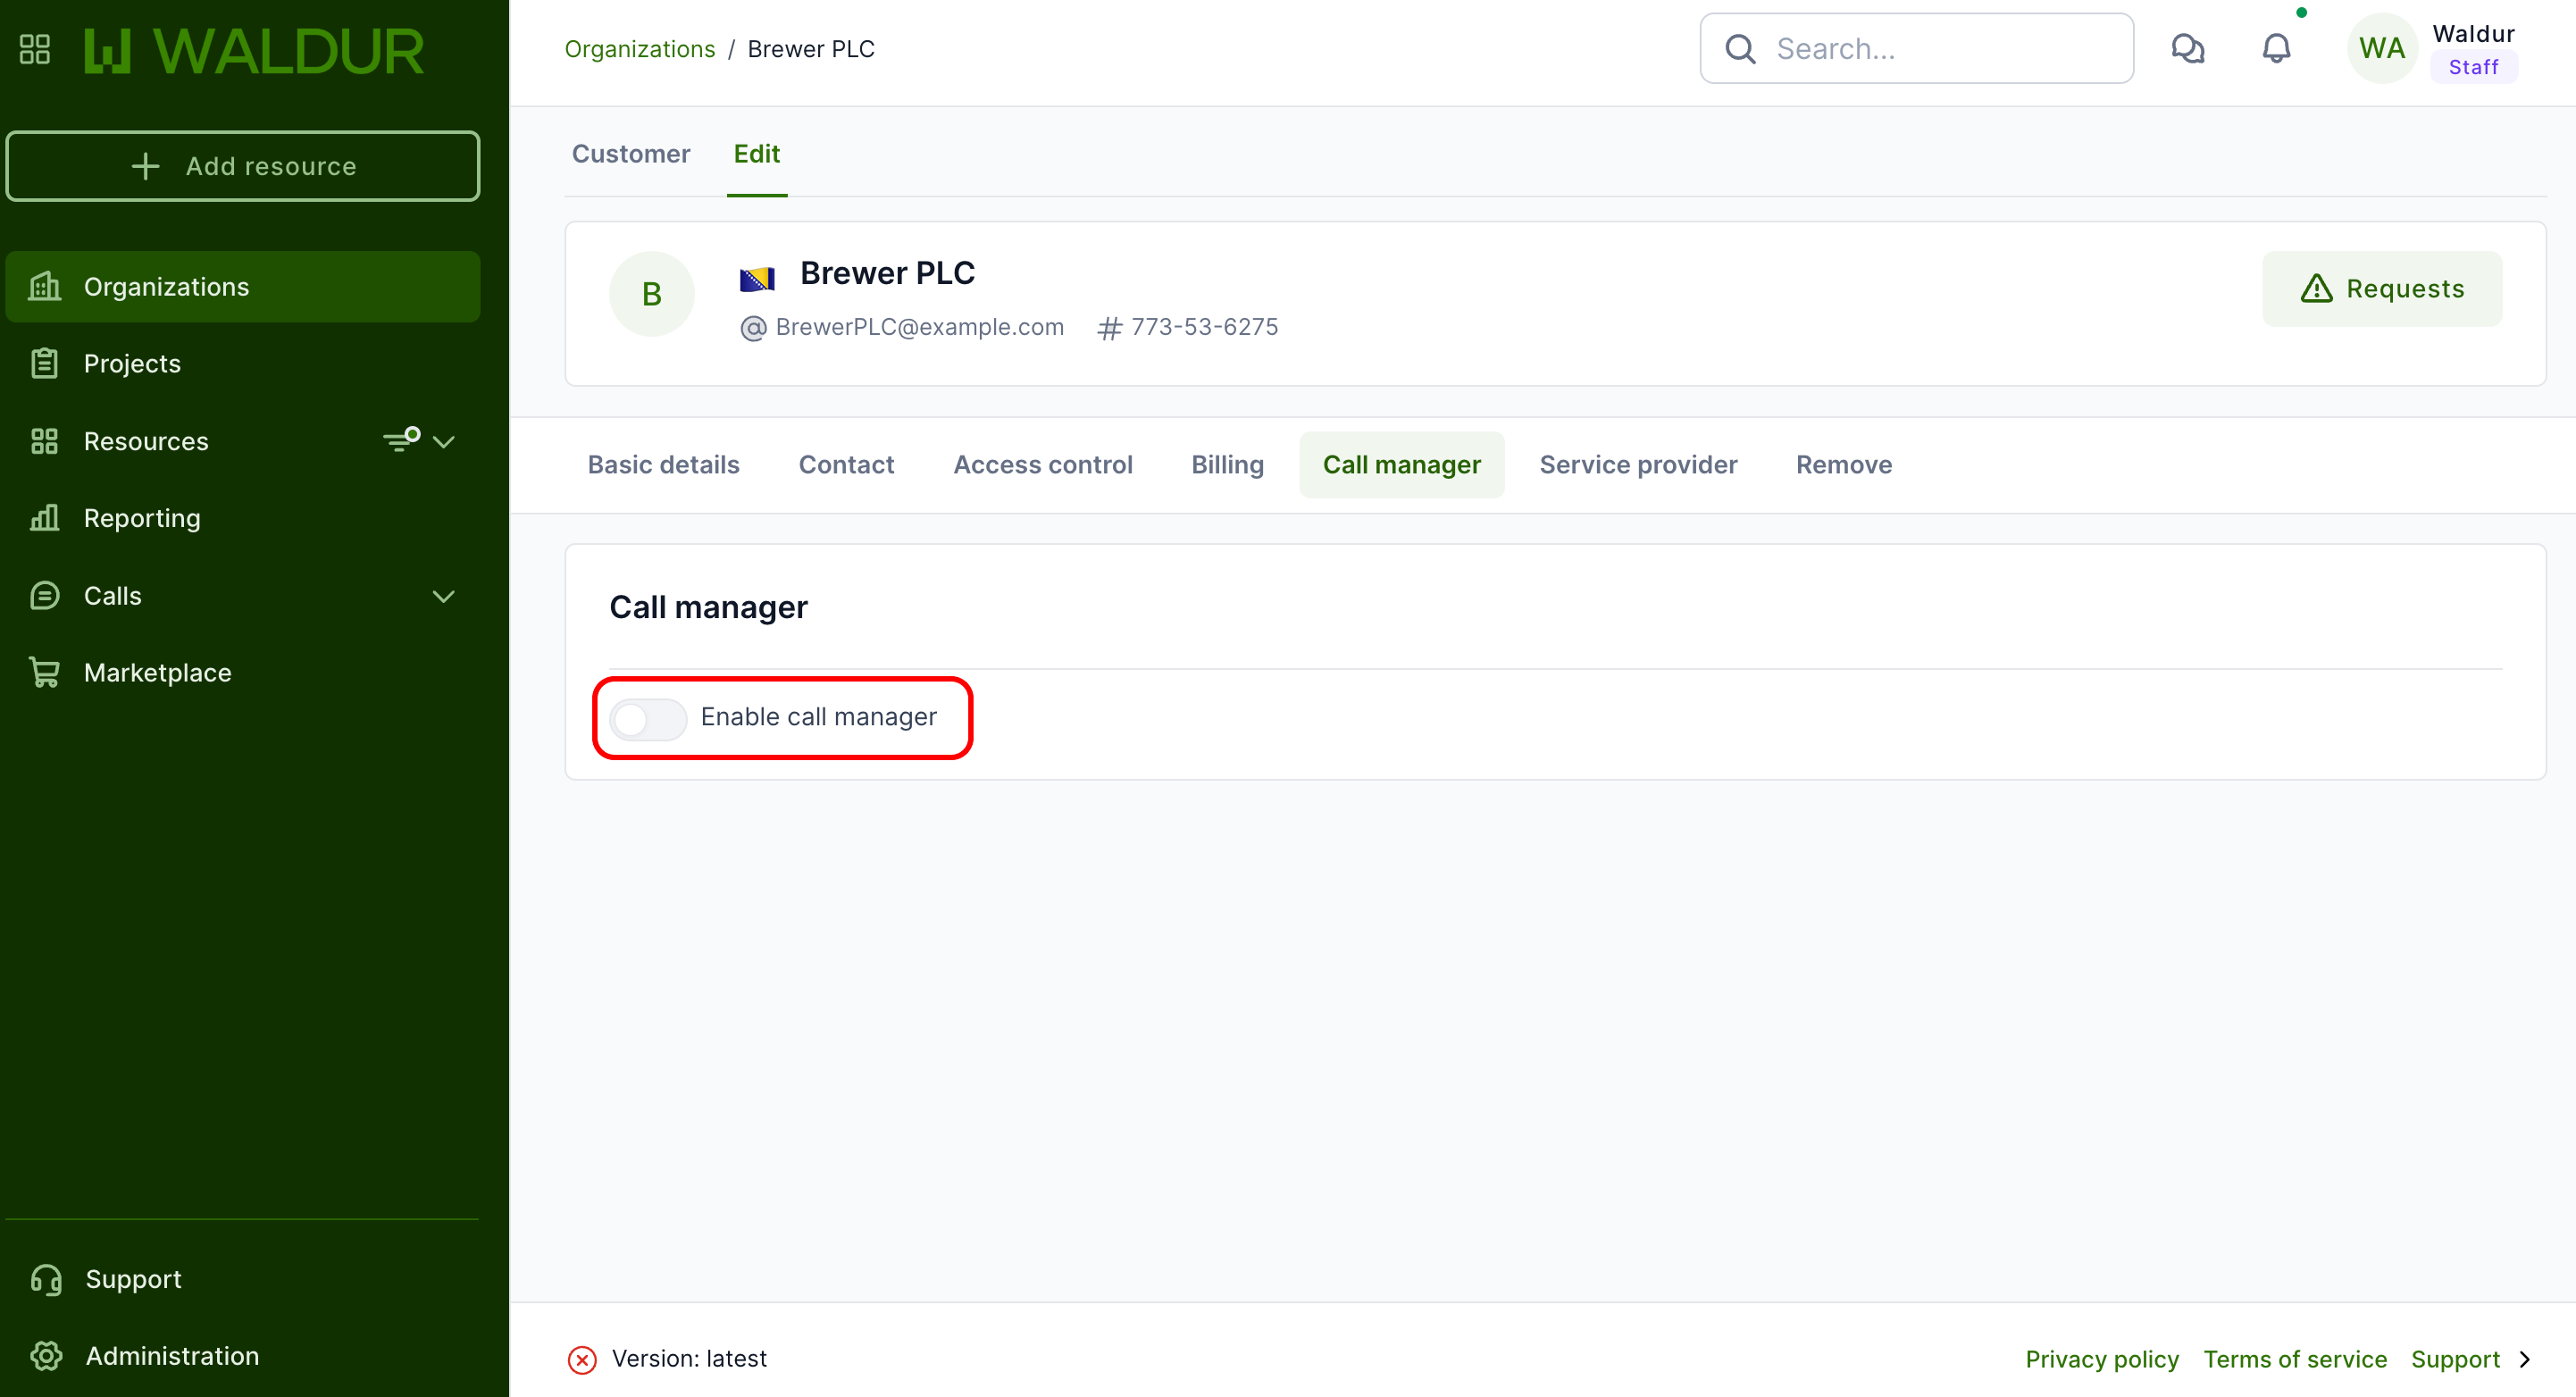 WALDUR
Add resource
Organizations
Projects
Resources
Reporting
Calls
Marketplace
Support
Administration
Organizations / Brewer PLC
Search...
WA
Waldur
Staff
Customer
Edit
B
Brewer PLC
@ BrewerPLC@example.com # 773-53-6275
Requests
Basic details
Contact
Access control
Billing
Call manager
Service provider
Remove
Call manager
Enable call manager
Version: latest
Privacy policy
Terms of service
Support